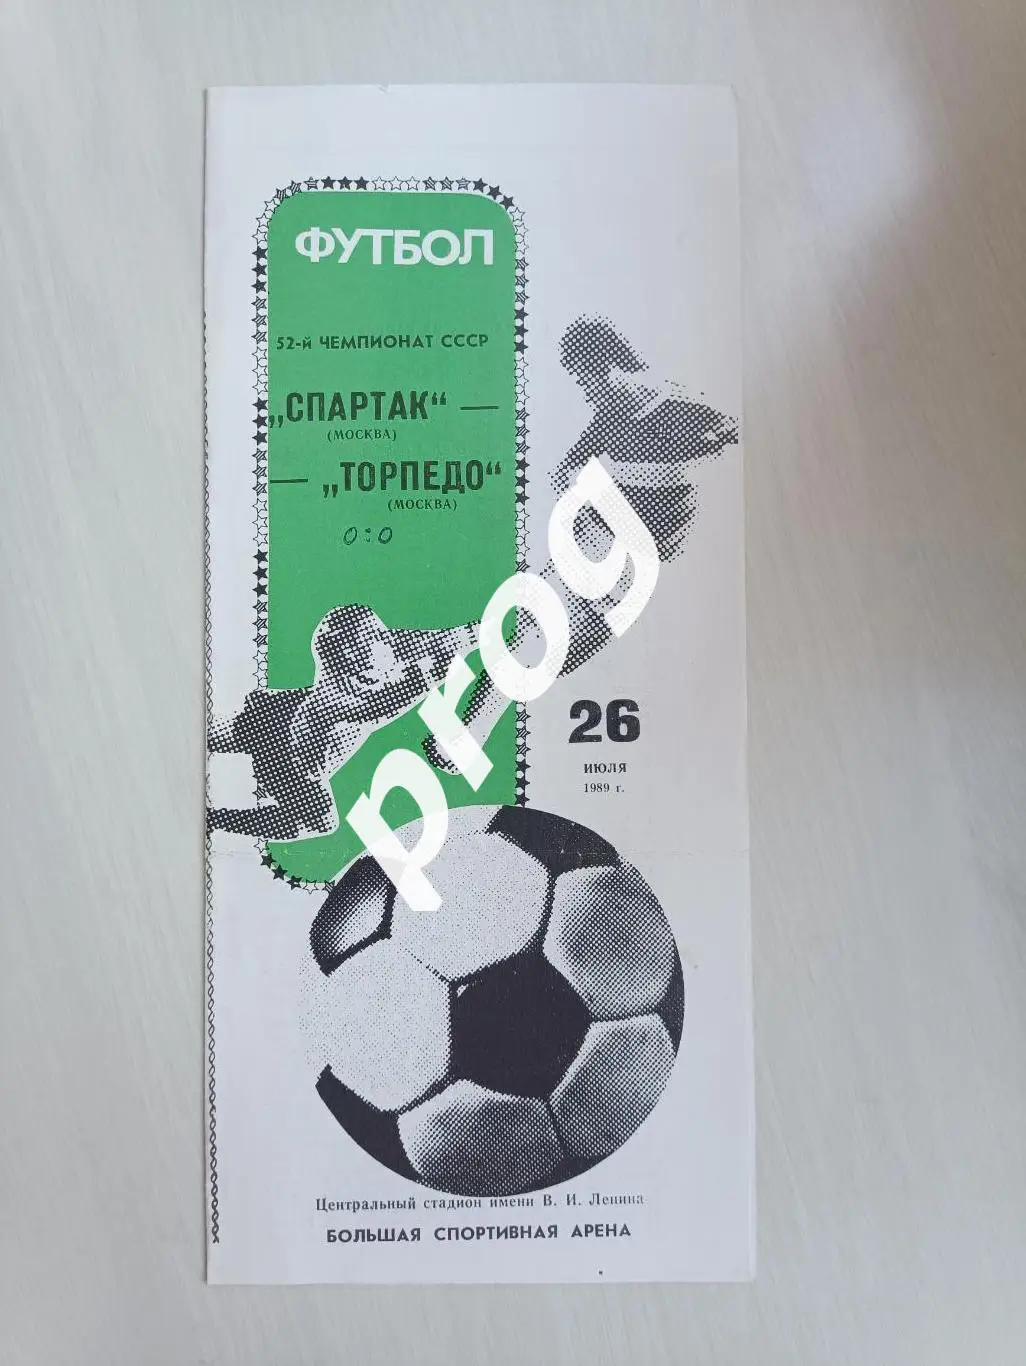 ФУТБОЛ
52-й ЧЕМПИОНАТ СССР
„СПАРТАК“ —
(МОСКВА)
— „ТОРПЕДО“
(МОСКВА)
0:0
prog
26
ИЮЛЯ
1989 г.
Центральный стадион имени В. И. Ленина
БОЛЬШАЯ СПОРТИВНАЯ АРЕНА